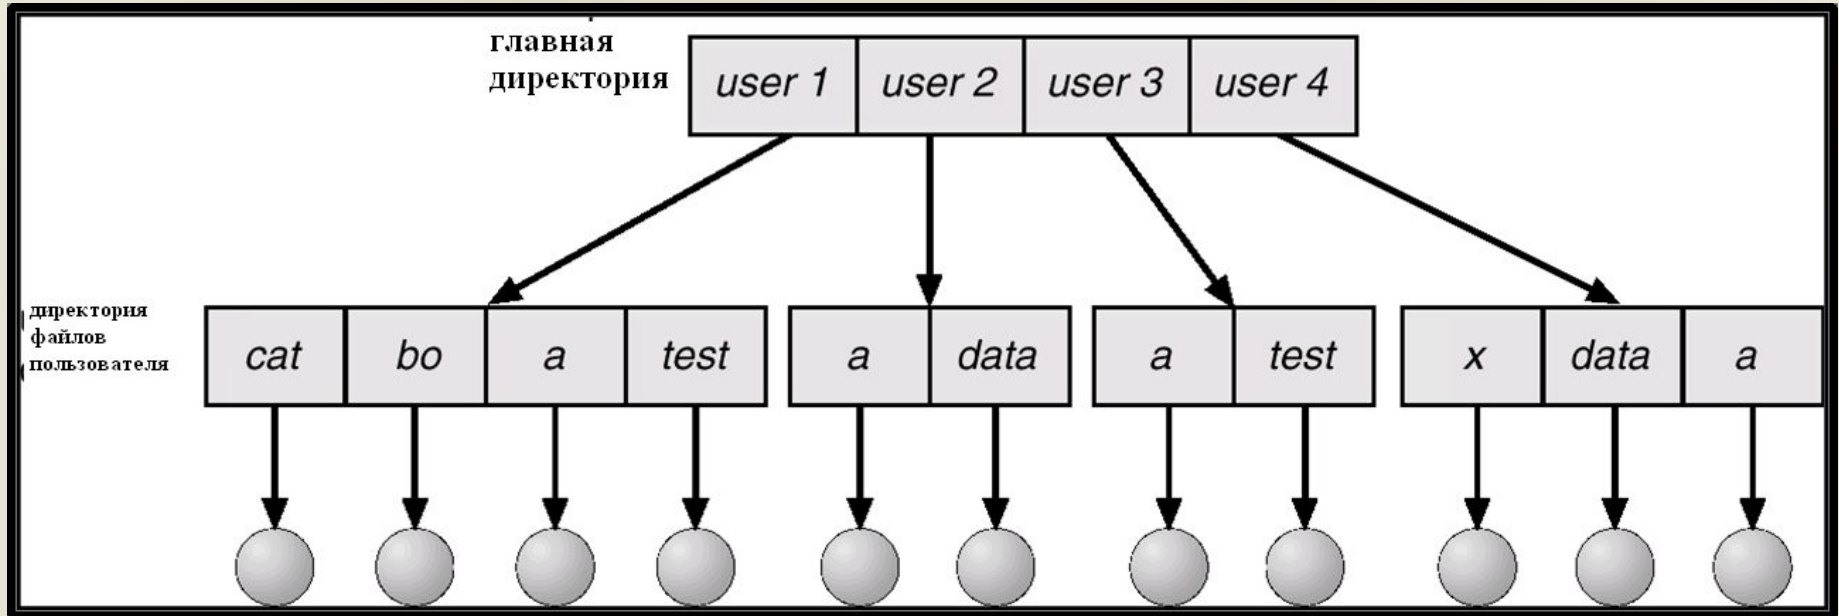 главная
директория
user 1 user 2 user 3 user 4
директория
файлов
пользователя
cat bo a test a data a test x data a